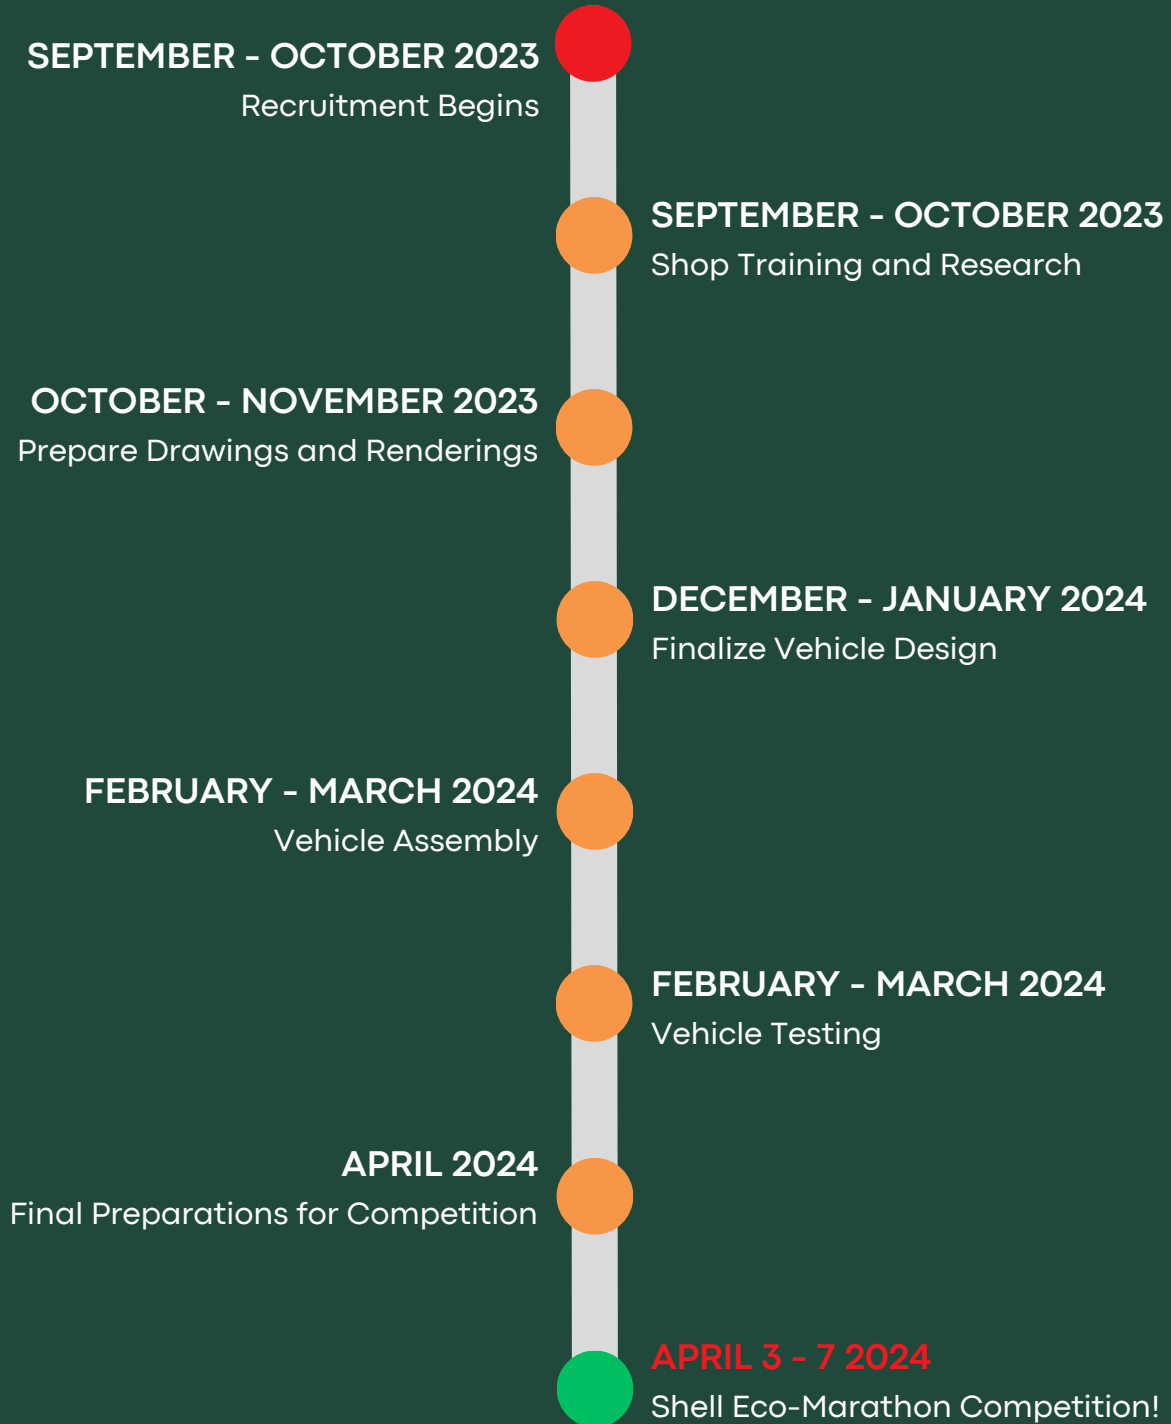 SEPTEMBER - OCTOBER 2023
Recruitment Begins
SEPTEMBER - OCTOBER 2023
Shop Training and Research
OCTOBER - NOVEMBER 2023
Prepare Drawings and Renderings
DECEMBER - JANUARY 2024
Finalize Vehicle Design
FEBRUARY - MARCH 2024
Vehicle Assembly
FEBRUARY - MARCH 2024
Vehicle Testing
APRIL 2024
Final Preparations for Competition
APRIL 3 - 7 2024
Shell Eco-Marathon Competition!